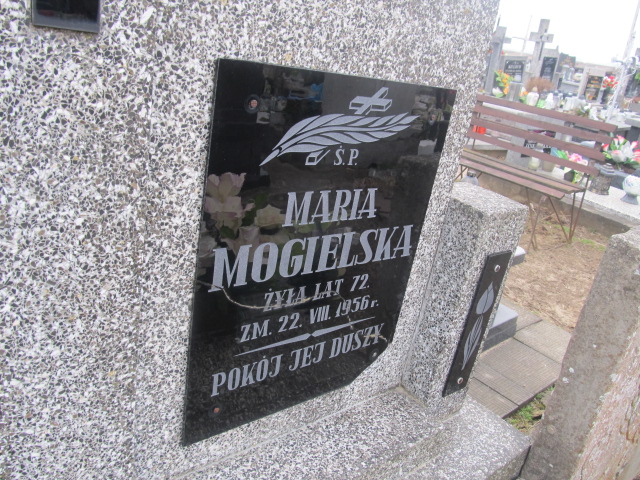 Ś.P.
MARIA
MOGIELSKA
ŻYŁA LAT 72.
ZM. 22. VIII. 1956 r.
POKÓJ JEJ DUSZY